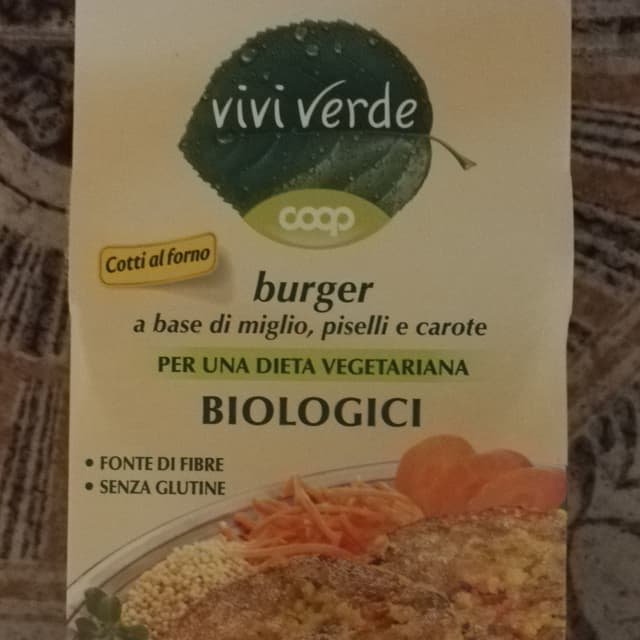 vivi verde
coop
Cotti al forno
burger
a base di miglio, piselli e carote
PER UNA DIETA VEGETARIANA
BIOLOGICI
• FONTE DI FIBRE
• SENZA GLUTINE